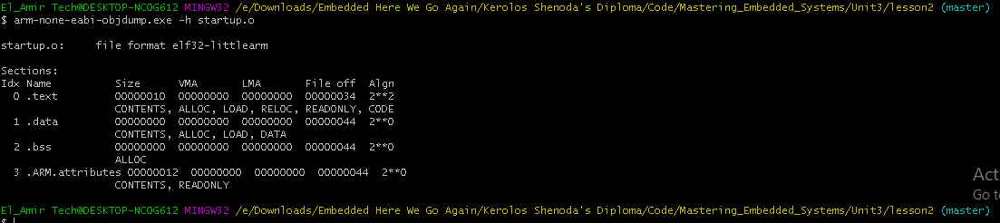 El_Amir Tech@DESKTOP-NCOG612 MINGW32 /e/Downloads/Embedded Here We Go Again/Kerolos Shenoda's Diploma/Code/Mastering_Embedded_Systems/Unit3/lesson2 (master)
$ arm-none-eabi-objdump.exe -h startup.o
startup.o:     file format elf32-littlearm
Sections:
Idx Name          Size      VMA       LMA       File off  Algn
  0 .text         00000010  00000000  00000000  00000034  2**2
                  CONTENTS, ALLOC, LOAD, RELOC, READONLY, CODE
  1 .data         00000000  00000000  00000000  00000044  2**0
                  CONTENTS, ALLOC, LOAD, DATA
  2 .bss          00000000  00000000  00000000  00000044  2**0
                  ALLOC
  3 .ARM.attributes 00000012  00000000  00000000  00000044  2**0
                  CONTENTS, READONLY
El_Amir Tech@DESKTOP-NCOG612 MINGW32 /e/Downloads/Embedded Here We Go Again/Kerolos Shenoda's Diploma/Code/Mastering_Embedded_Systems/Unit3/lesson2 (master)
$
Act
Go to